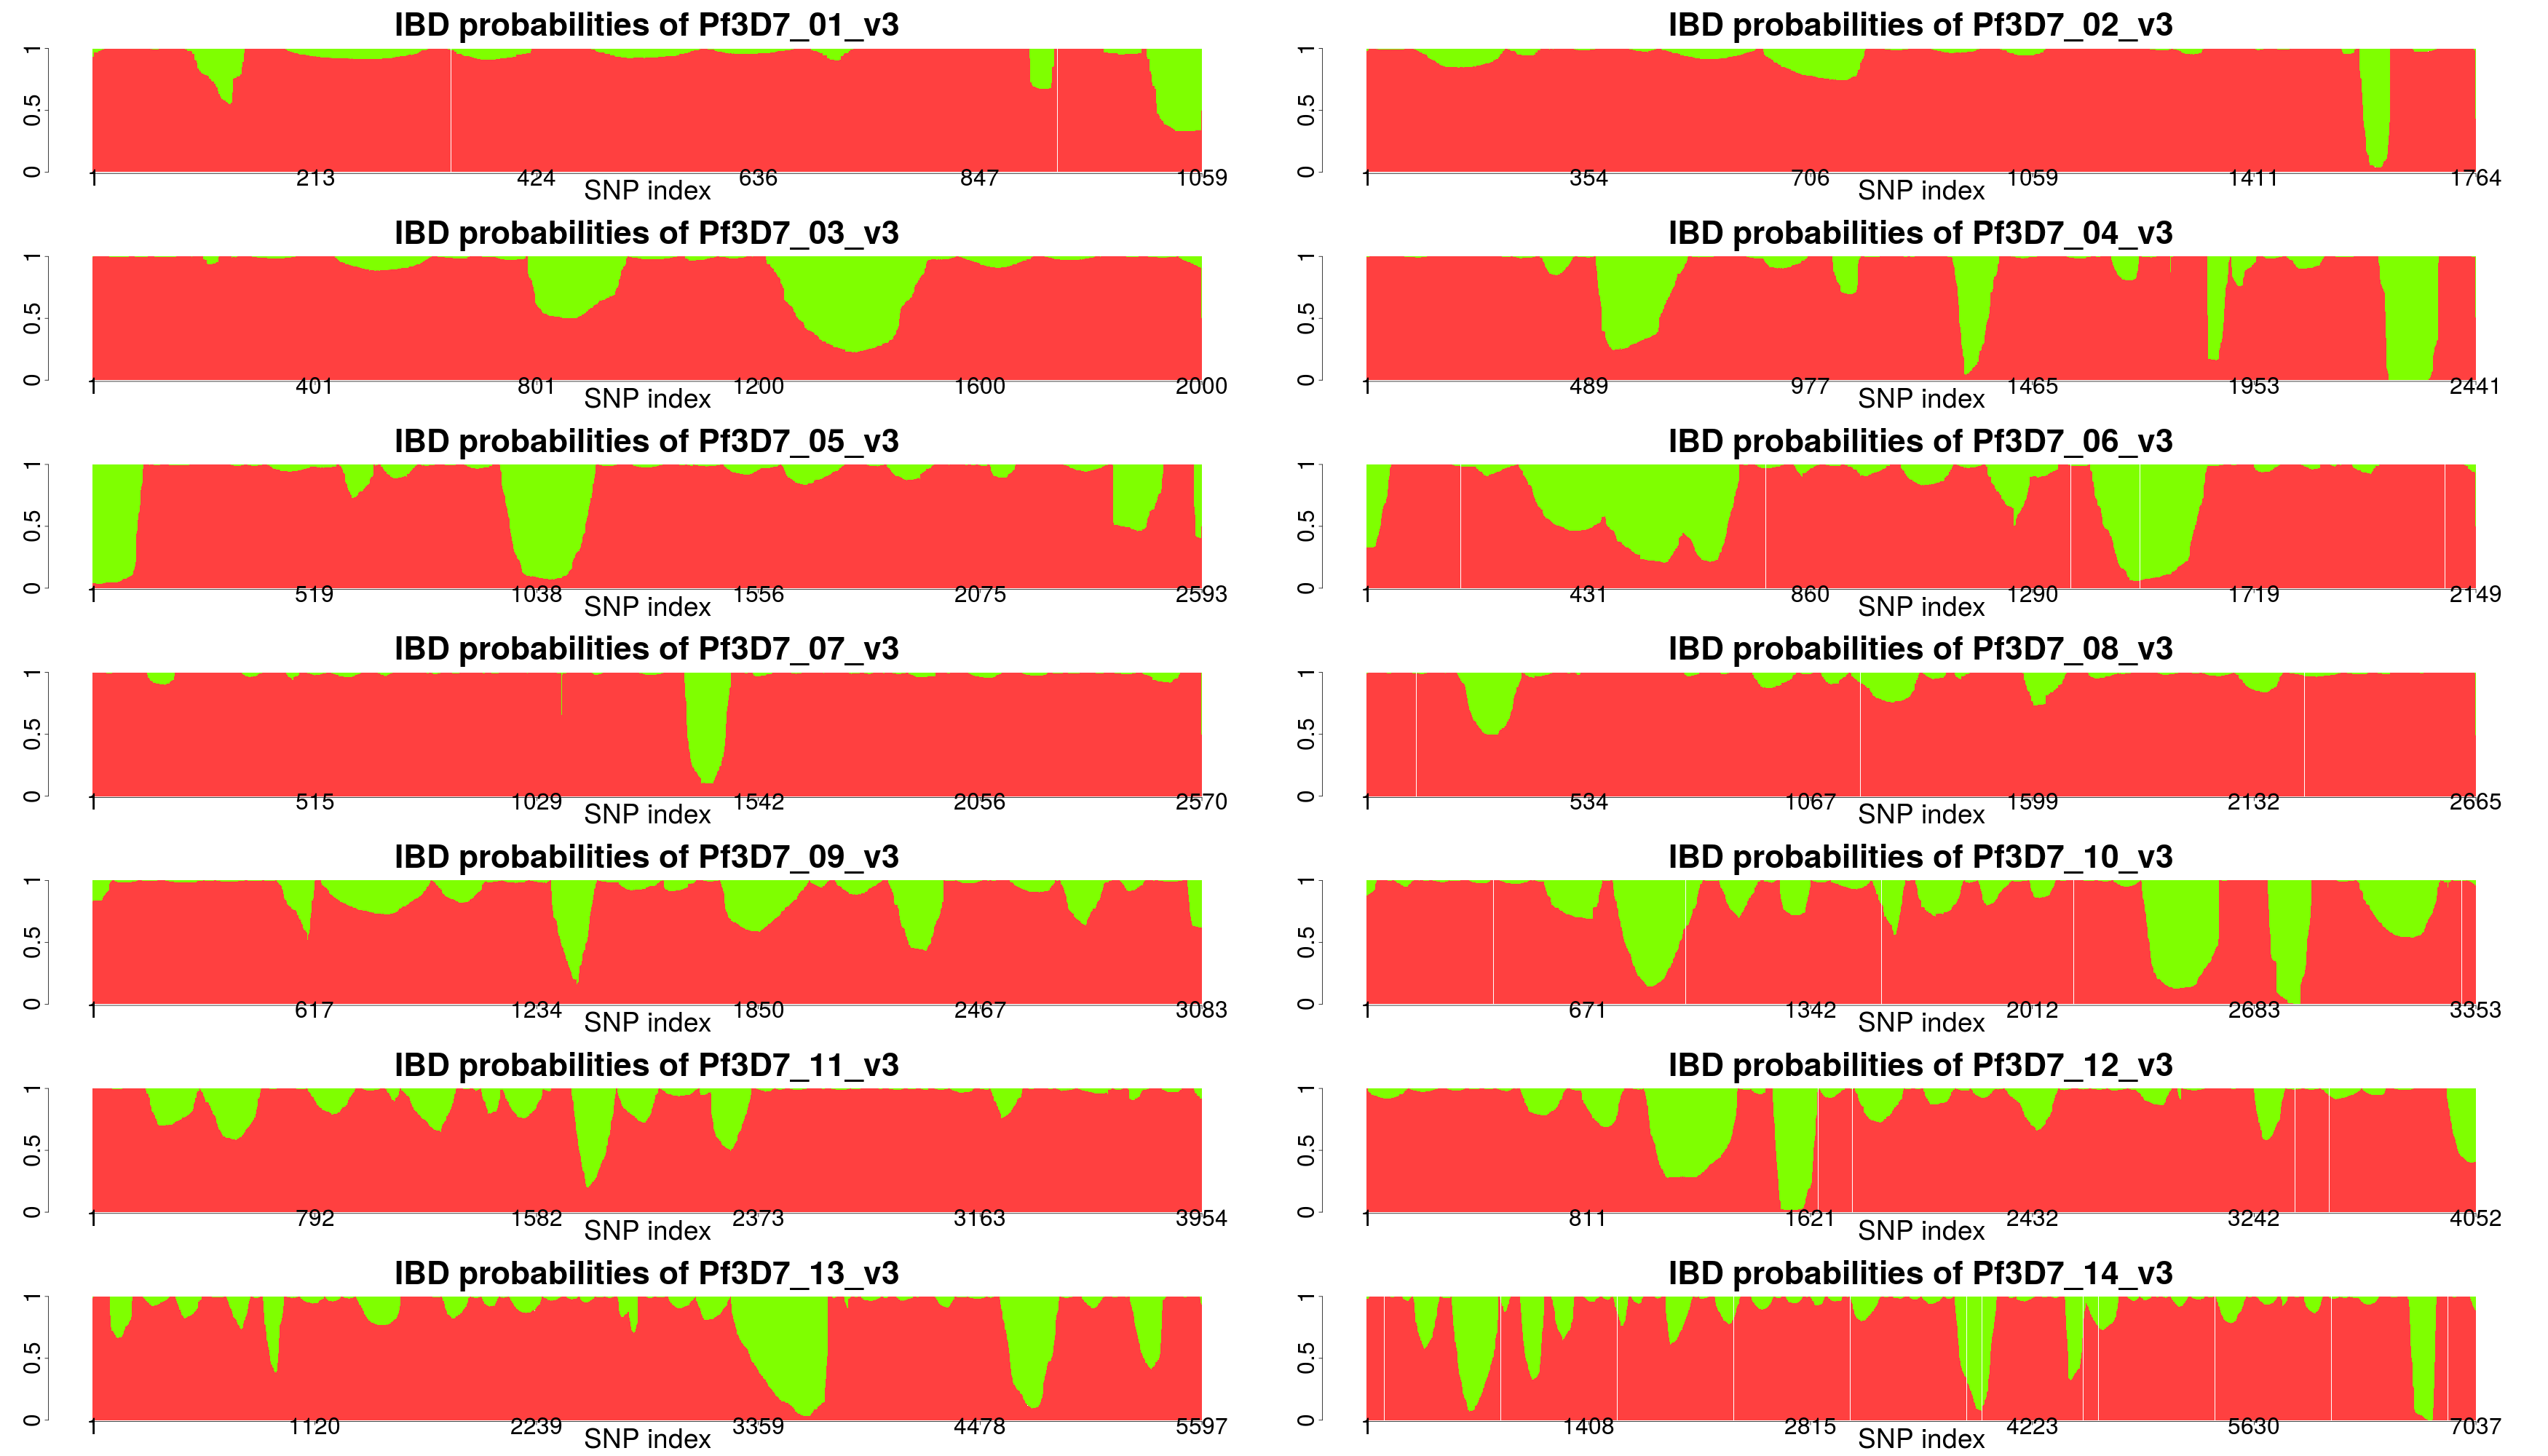 IBD probabilities of Pf3D7_01_v3
0 0.5 1
1 213 424 636 847 1059
SNP index
IBD probabilities of Pf3D7_02_v3
0 0.5 1
1 354 706 1059 1411 1764
SNP index
IBD probabilities of Pf3D7_03_v3
0 0.5 1
1 401 801 1200 1600 2000
SNP index
IBD probabilities of Pf3D7_04_v3
0 0.5 1
1 489 977 1465 1953 2441
SNP index
IBD probabilities of Pf3D7_05_v3
0 0.5 1
1 519 1038 1556 2075 2593
SNP index
IBD probabilities of Pf3D7_06_v3
0 0.5 1
1 431 860 1290 1719 2149
SNP index
IBD probabilities of Pf3D7_07_v3
0 0.5 1
1 515 1029 1542 2056 2570
SNP index
IBD probabilities of Pf3D7_08_v3
0 0.5 1
1 534 1067 1599 2132 2665
SNP index
IBD probabilities of Pf3D7_09_v3
0 0.5 1
1 617 1234 1850 2467 3083
SNP index
IBD probabilities of Pf3D7_10_v3
0 0.5 1
1 671 1342 2012 2683 3353
SNP index
IBD probabilities of Pf3D7_11_v3
0 0.5 1
1 792 1582 2373 3163 3954
SNP index
IBD probabilities of Pf3D7_12_v3
0 0.5 1
1 811 1621 2432 3242 4052
SNP index
IBD probabilities of Pf3D7_13_v3
0 0.5 1
1 1120 2239 3359 4478 5597
SNP index
IBD probabilities of Pf3D7_14_v3
0 0.5 1
1 1408 2815 4223 5630 7037
SNP index